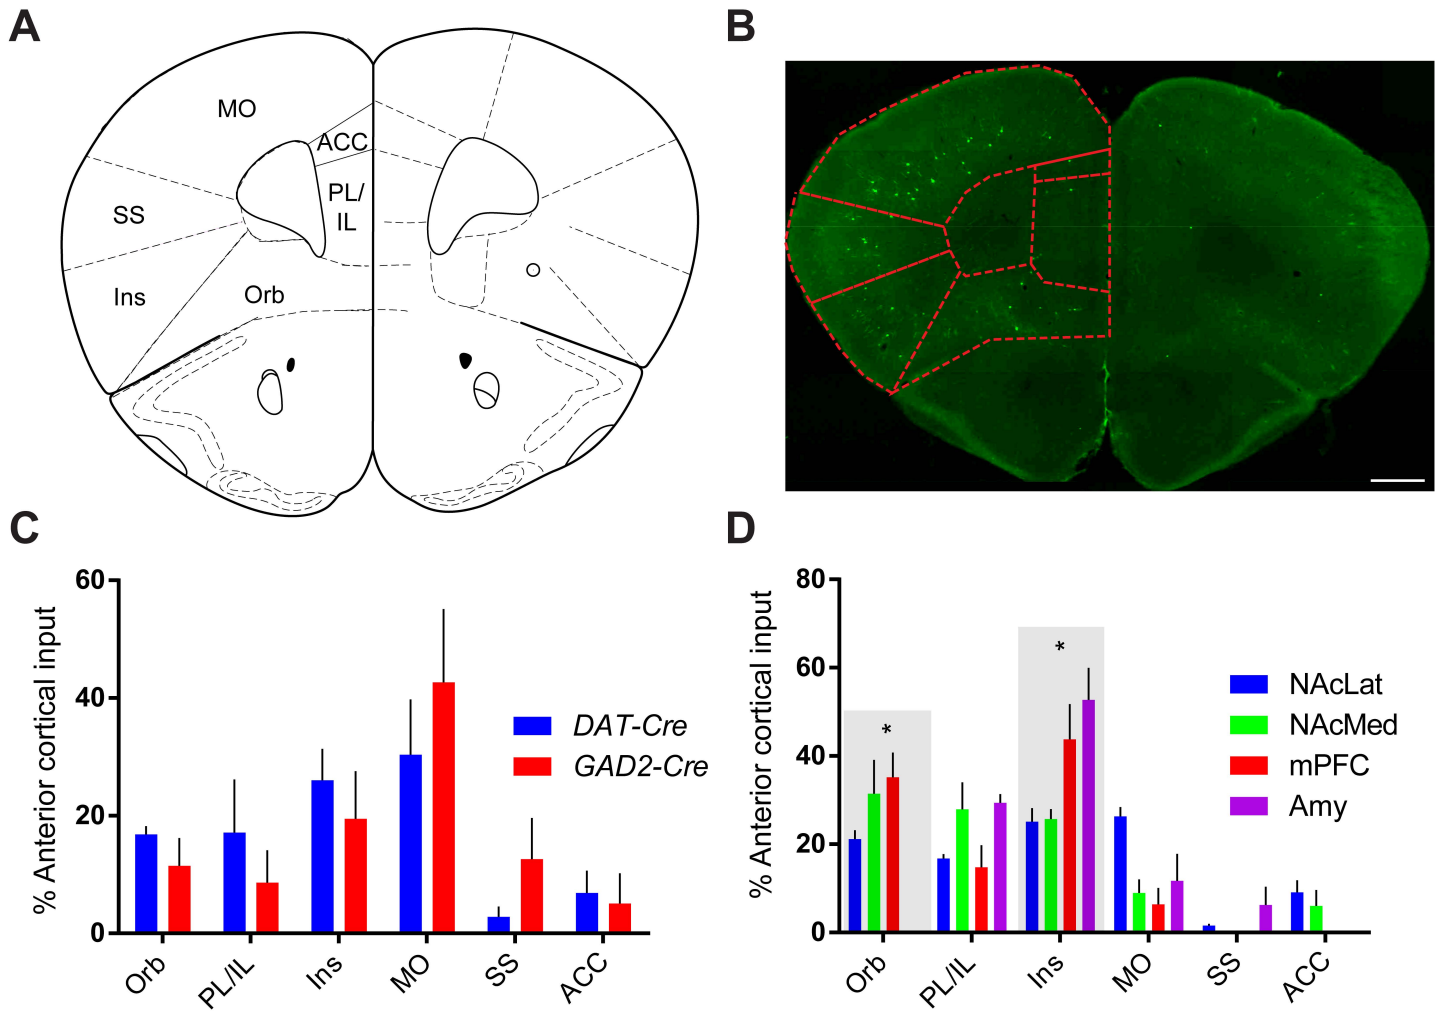 A
MO
ACC
PL/
IL
SS
Ins
Orb
B
C
% Anterior cortical input
60
40
20
0
DAT-Cre
GAD2-Cre
Orb
PL/IL
Ins
MO
SS
ACC
D
% Anterior cortical input
80
60
40
20
0
*
*
NAcLat
NAcMed
mPFC
Amy
Orb
PL/IL
Ins
MO
SS
ACC